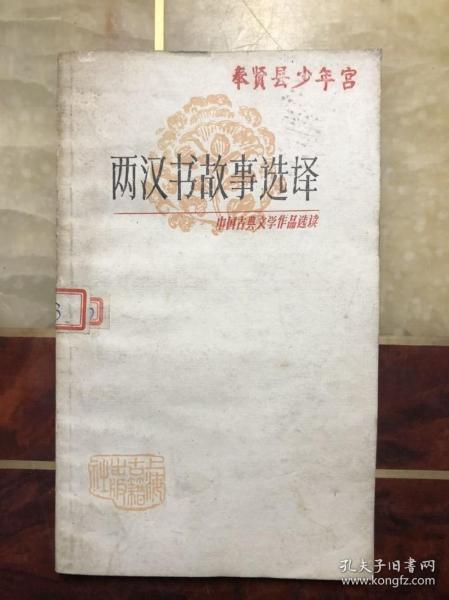 奉贤县少年宫
两汉书故事选择
中国古典文学作品选读
上海
古籍
出版
社
孔夫子旧书网
www.kongfz.com